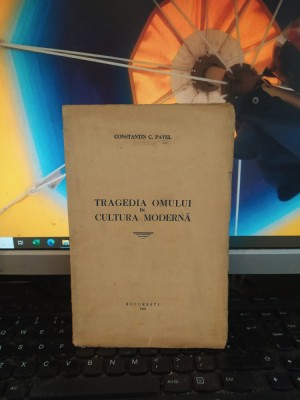 CONSTANTIN C. PAVEL
TRAGEDIA OMULUI
ÎN
CULTURA MODERNĂ
BUCUREȘTI